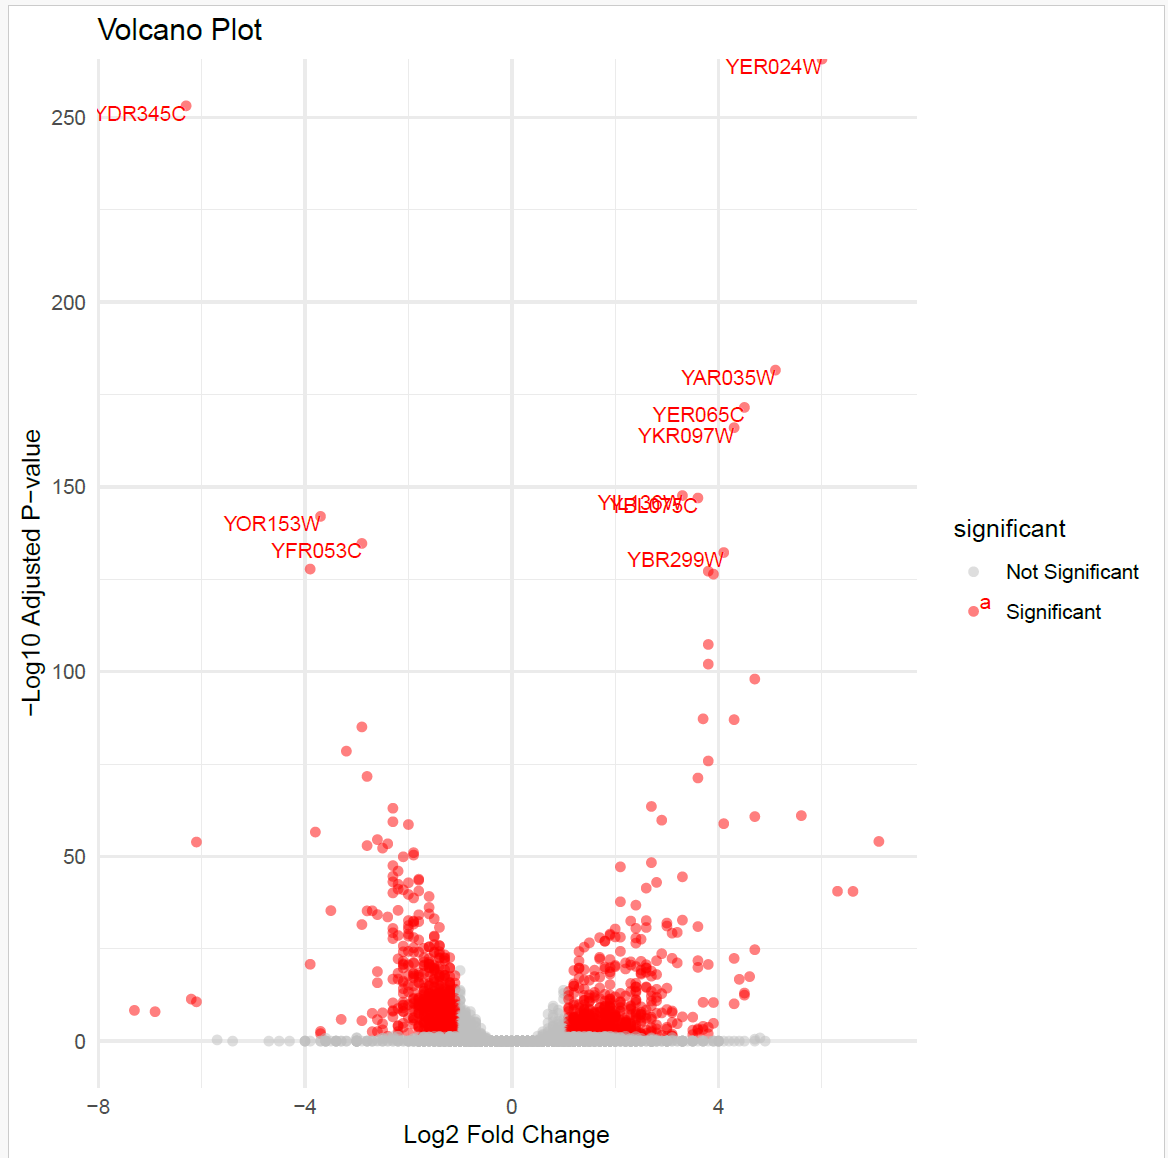 Volcano Plot
YER024W
YDR345C
250
200
YAR035W
YER065C
YKR097W
150
YBL075C
YOR153W
YFR053C
YBR299W
significant
Not Significant
a Significant
100
50
0
−Log10 Adjusted P−value
−8 −4 0 4
Log2 Fold Change